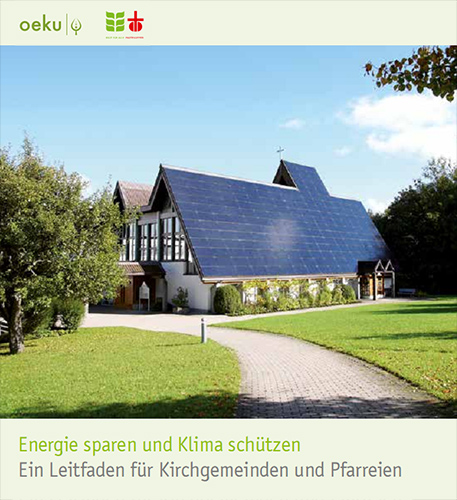 oeku
Energie sparen und Klima schützen
Ein Leitfaden für Kirchgemeinden und Pfarreien